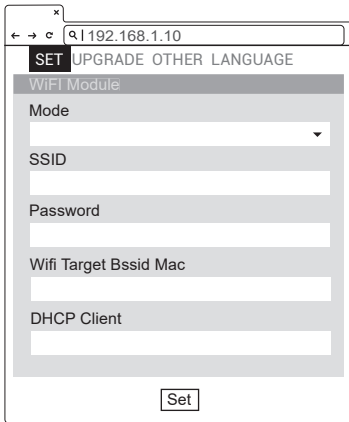 192.168.1.10
SET UPGRADE OTHER LANGUAGE
WiFI Module
Mode
SSID
Password
Wifi Target Bssid Mac
DHCP Client
Set